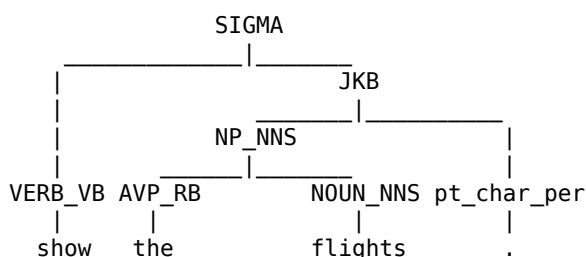 SIGMA
JKB
NP_NNS
VERB_VB AVP_RB NOUN_NNS pt_char_per
show the flights .